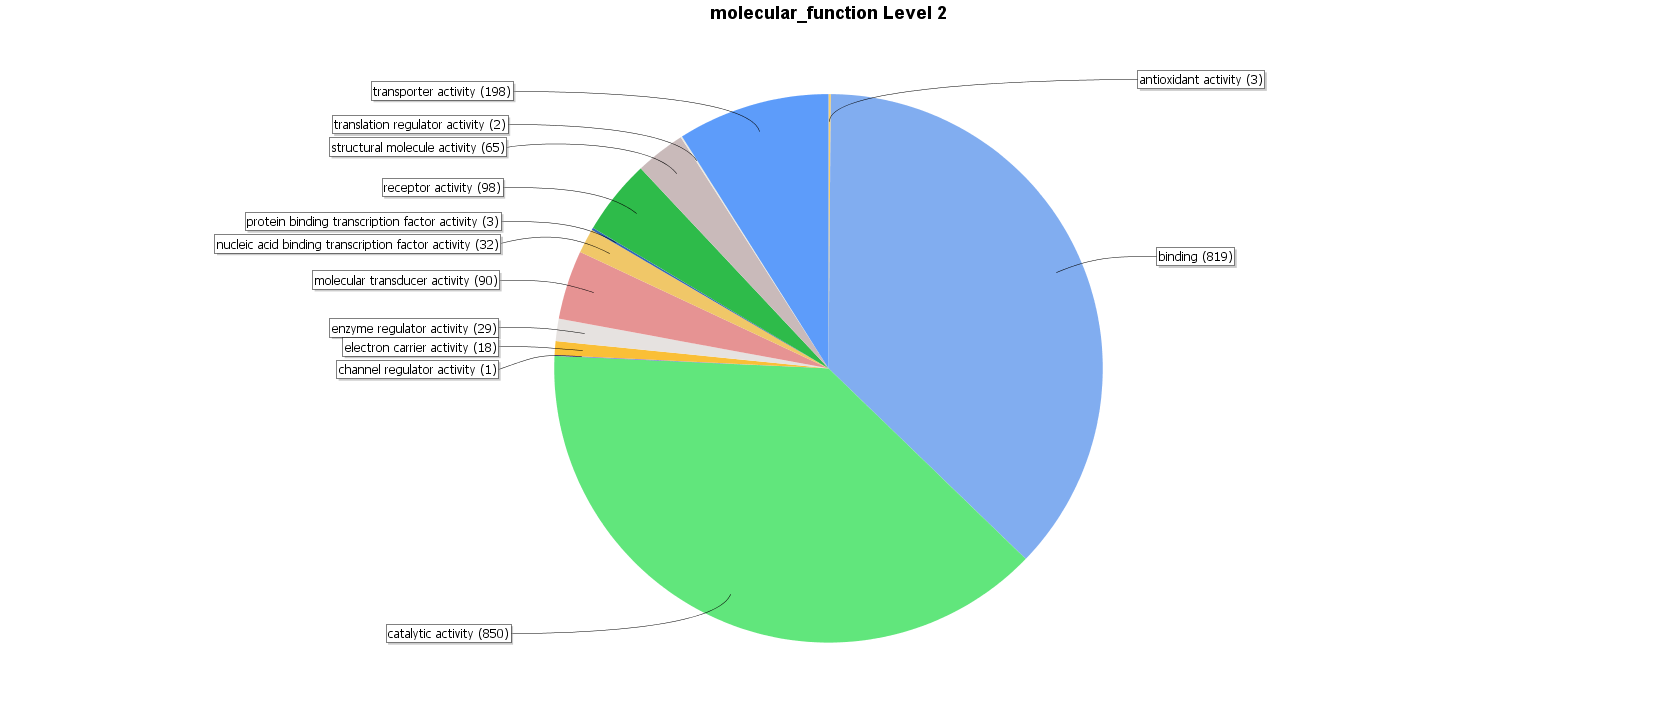 molecular_function Level 2
antioxidant activity (3)
transporter activity (198)
translation regulator activity (2)
structural molecule activity (65)
receptor activity (98)
protein binding transcription factor activity (3)
nucleic acid binding transcription factor activity (32)
binding (819)
molecular transducer activity (90)
enzyme regulator activity (29)
electron carrier activity (18)
channel regulator activity (1)
catalytic activity (850)